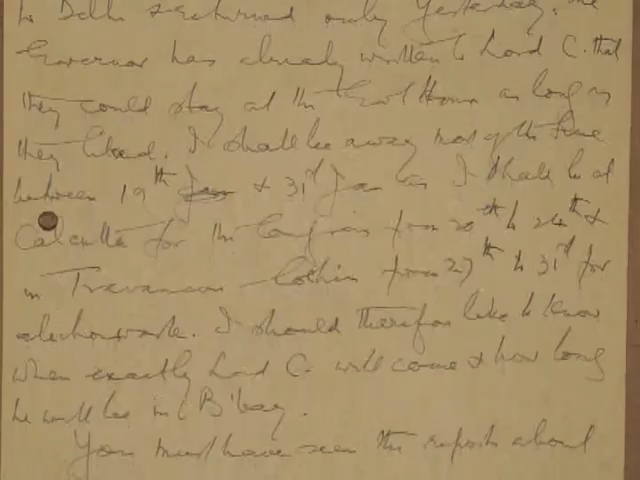 to Delhi & returned only yesterday. The
Governor has already written to Lord C. that
they could stay at the Govt House as long as
they liked. I shall be away most of the time
between 19th Jan & 31st Jan as I shall be at
Calcutta for the Congress from 20th to 24th &
in Travancore Cochin from 27th to 31st for
election work. I should therefore like to know
when exactly Lord C. will come & how long
he will be in B'bay.
You must have seen the reports about